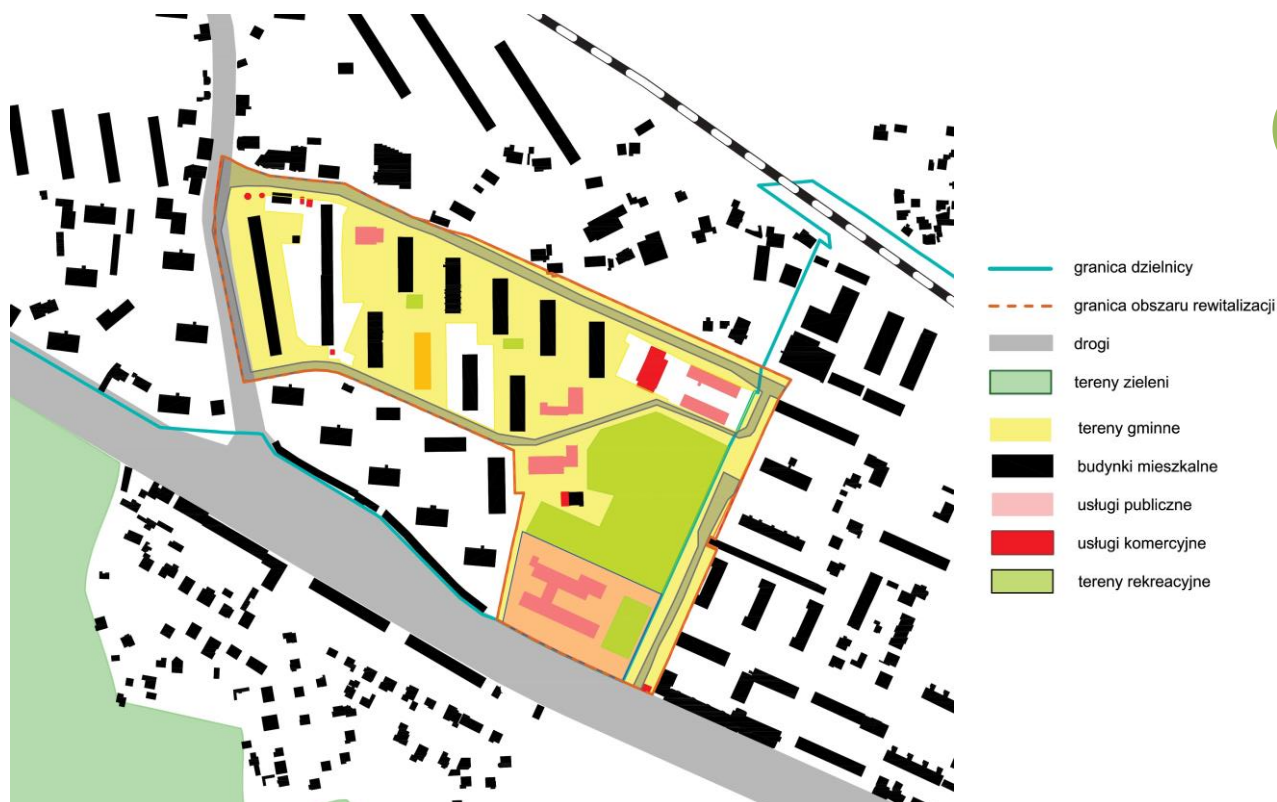 granica dzielnicy
granica obszaru rewitalizacji
drogi
tereny zieleni
tereny gminne
budynki mieszkalne
usługi publiczne
usługi komercyjne
tereny rekreacyjne